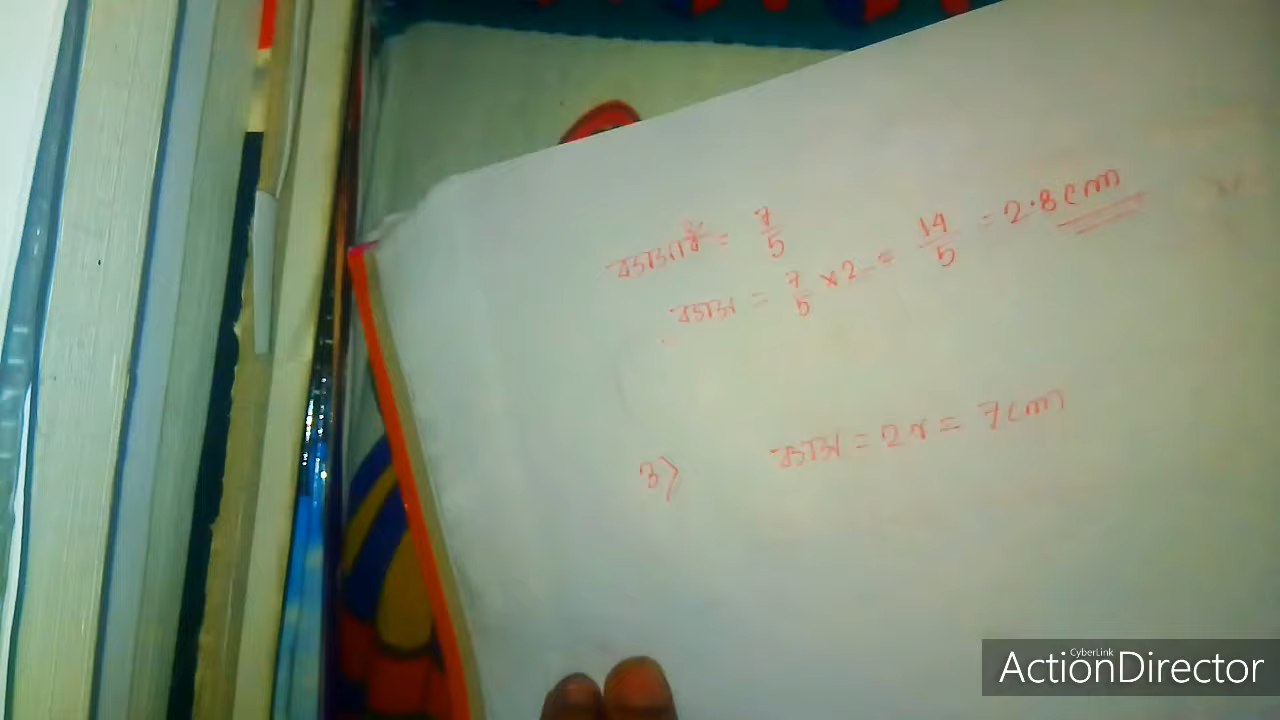 ব্যাসার্ধ = 7/5
ব্যাস = 7/5 × 2 = 14/5 = 2.8 cm
3) ব্যাস = 2r = 7 cm
CyberLink
ActionDirector